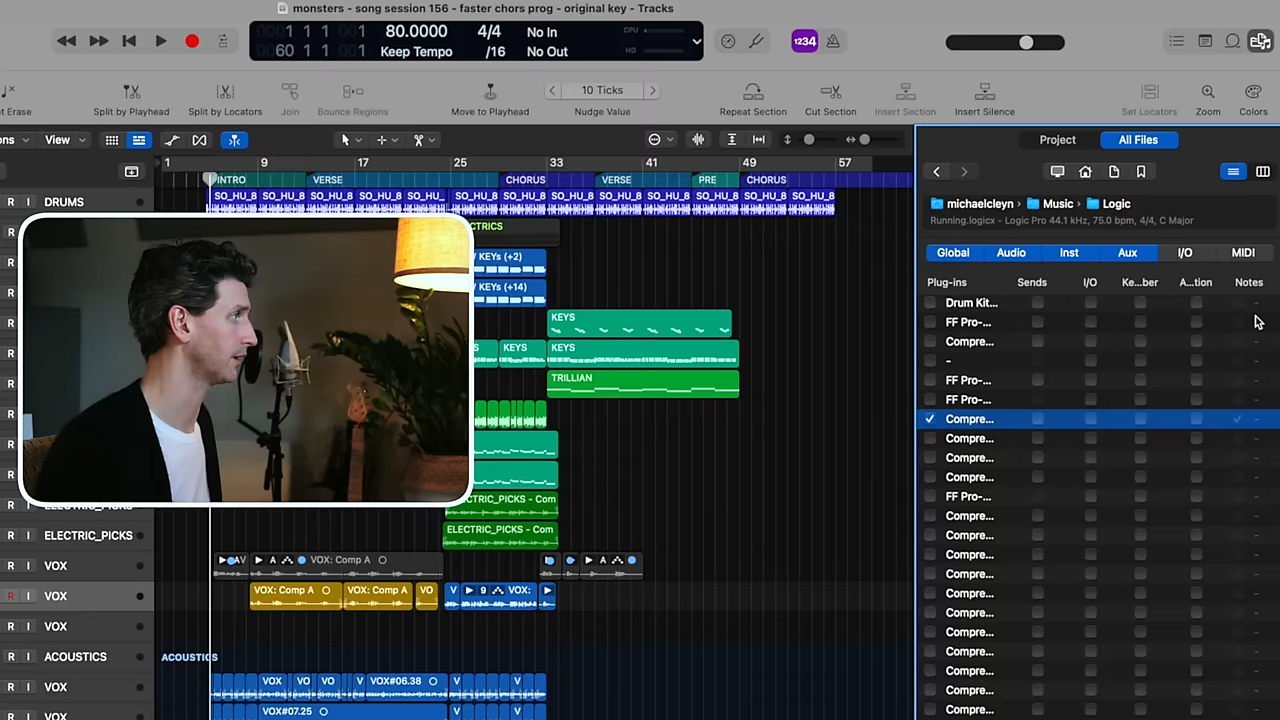 monsters - song session 156 - faster chors prog - original key - Tracks
1 1 1 80.0000 4/4 No In CPU
60 1 1 Keep Tempo /16 No Out HD
1234
t Erase Split by Playhead Split by Locators Join Bounce Regions Move to Playhead 10 Ticks Nudge Value Repeat Section Cut Section Insert Section Insert Silence Set Locators Zoom Colors
ons View Project All Files
1 9 17 25 33 41 49 57
INTRO VERSE CHORUS VERSE PRE CHORUS
R I DRUMS SO_HU_8 SO_HU_8 SO_HU_8 SO_HU_8 SO_HU_ SO_HU_8 SO_HU_8 SO_HU_8 SO_HU_8 SO_HU_8 SO_HU_8 SO_HU_8 SO_HU_8
michaelcleyn Music Logic
Running.logicx - Logic Pro 44.1 kHz, 75.0 bpm, 4/4, C Major
Global Audio Inst Aux I/O MIDI
Plug-ins Sends I/O Ke...ber A...tion Notes
Drum Kit...
FF Pro-...
Compre...
-
FF Pro-...
FF Pro-...
Compre...
Compre...
Compre...
Compre...
FF Pro-...
Compre...
Compre...
Compre...
Compre...
Compre...
Compre...
Compre...
Compre...
Compre...
Compre...
Compre...
R
CTRICS
R KEYs (+2)
R KEYs (+14)
R KEYS
R S KEYS KEYS
R TRILLIAN
R
R
R
R ELECTRIC_PICKS ELECTRIC_PICKS - Com
R I ELECTRIC_PICKS ELECTRIC_PICKS - Com
R I VOX A VOX: Comp A A
R I VOX VOX: Comp A VOX: Comp A VO V 9 VOX:
R I VOX
R I ACOUSTICS ACOUSTICS
R I VOX VOX VO VO V VOX#06.38 V V
R I VOX VOX#07.25 V V